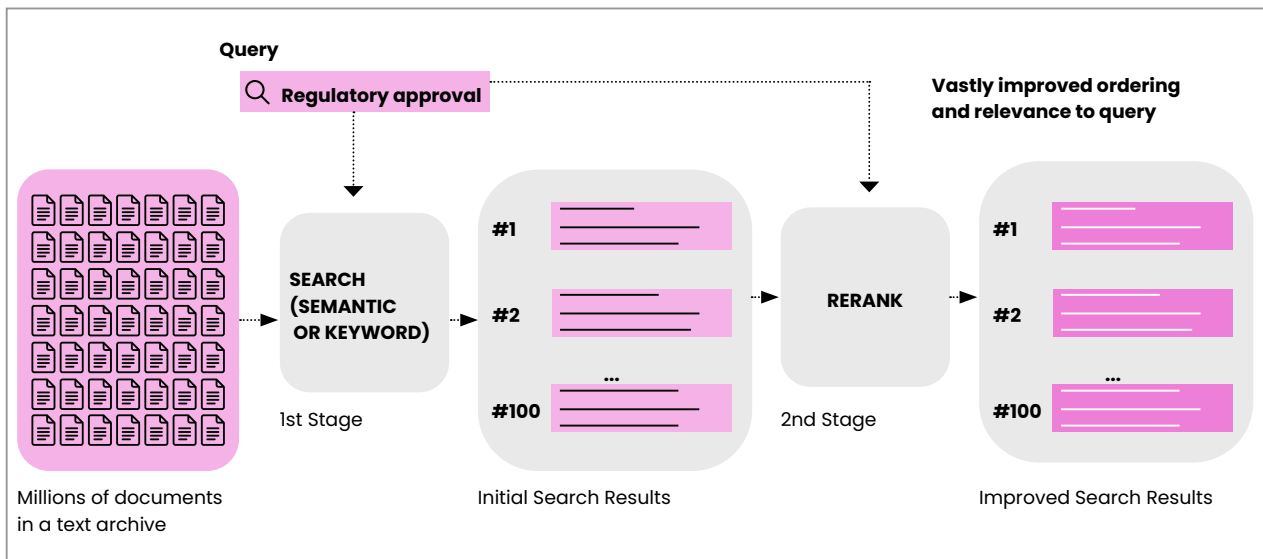 Query
Regulatory approval
Vastly improved ordering
and relevance to query
SEARCH
(SEMANTIC
OR KEYWORD)
1st Stage
#1
#2
...
#100
RERANK
2nd Stage
#1
#2
...
#100
Millions of documents
in a text archive
Initial Search Results
Improved Search Results